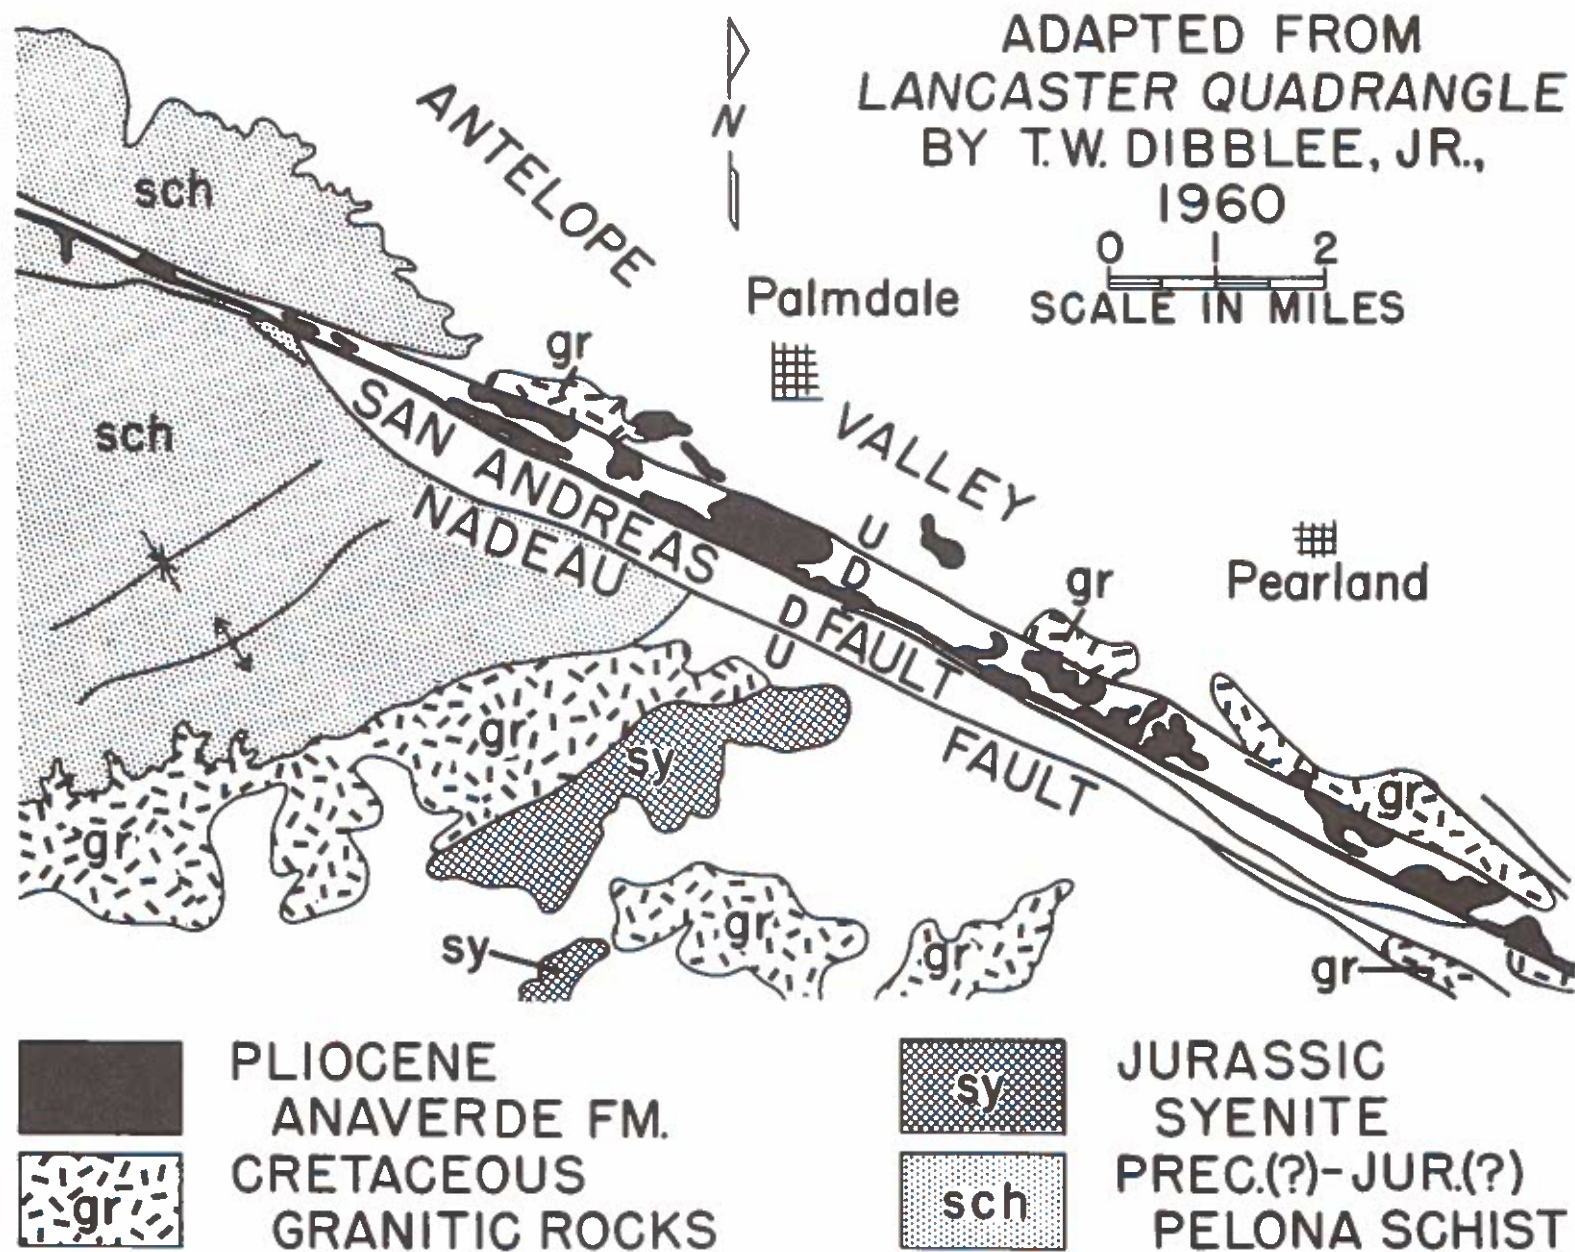 ADAPTED FROM
LANCASTER QUADRANGLE
BY T.W. DIBBLEE, JR.,
1960
N
0 1 2
SCALE IN MILES
ANTELOPE
VALLEY
Palmdale
Pearland
sch
sch
gr
SAN ANDREAS
FAULT
NADEAU
FAULT
U
D
D
U
gr
gr
gr
sy
gr
sy
gr
gr
gr
PLIOCENE
ANAVERDE FM.
gr
CRETACEOUS
GRANITIC ROCKS
sy
JURASSIC
SYENITE
sch
PREC.(?)-JUR.(?)
PELONA SCHIST